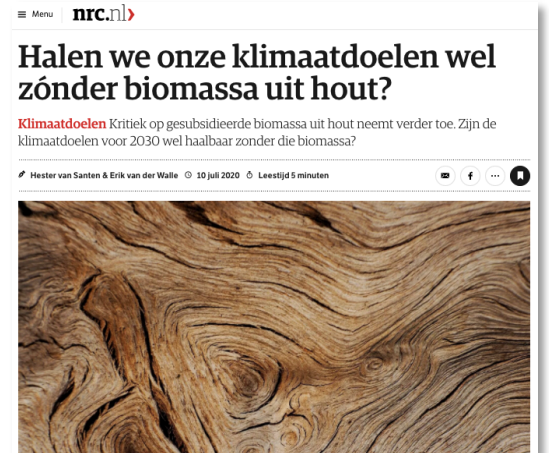 Menu
nrc.nl
Halen we onze klimaatdoelen wel
zónder biomassa uit hout?
Klimaatdoelen Kritiek op gesubsidieerde biomassa uit hout neemt verder toe. Zijn de
klimaatdoelen voor 2030 wel haalbaar zonder die biomassa?
Hester van Santen & Erik van der Walle 10 juli 2020 Leestijd 5 minuten